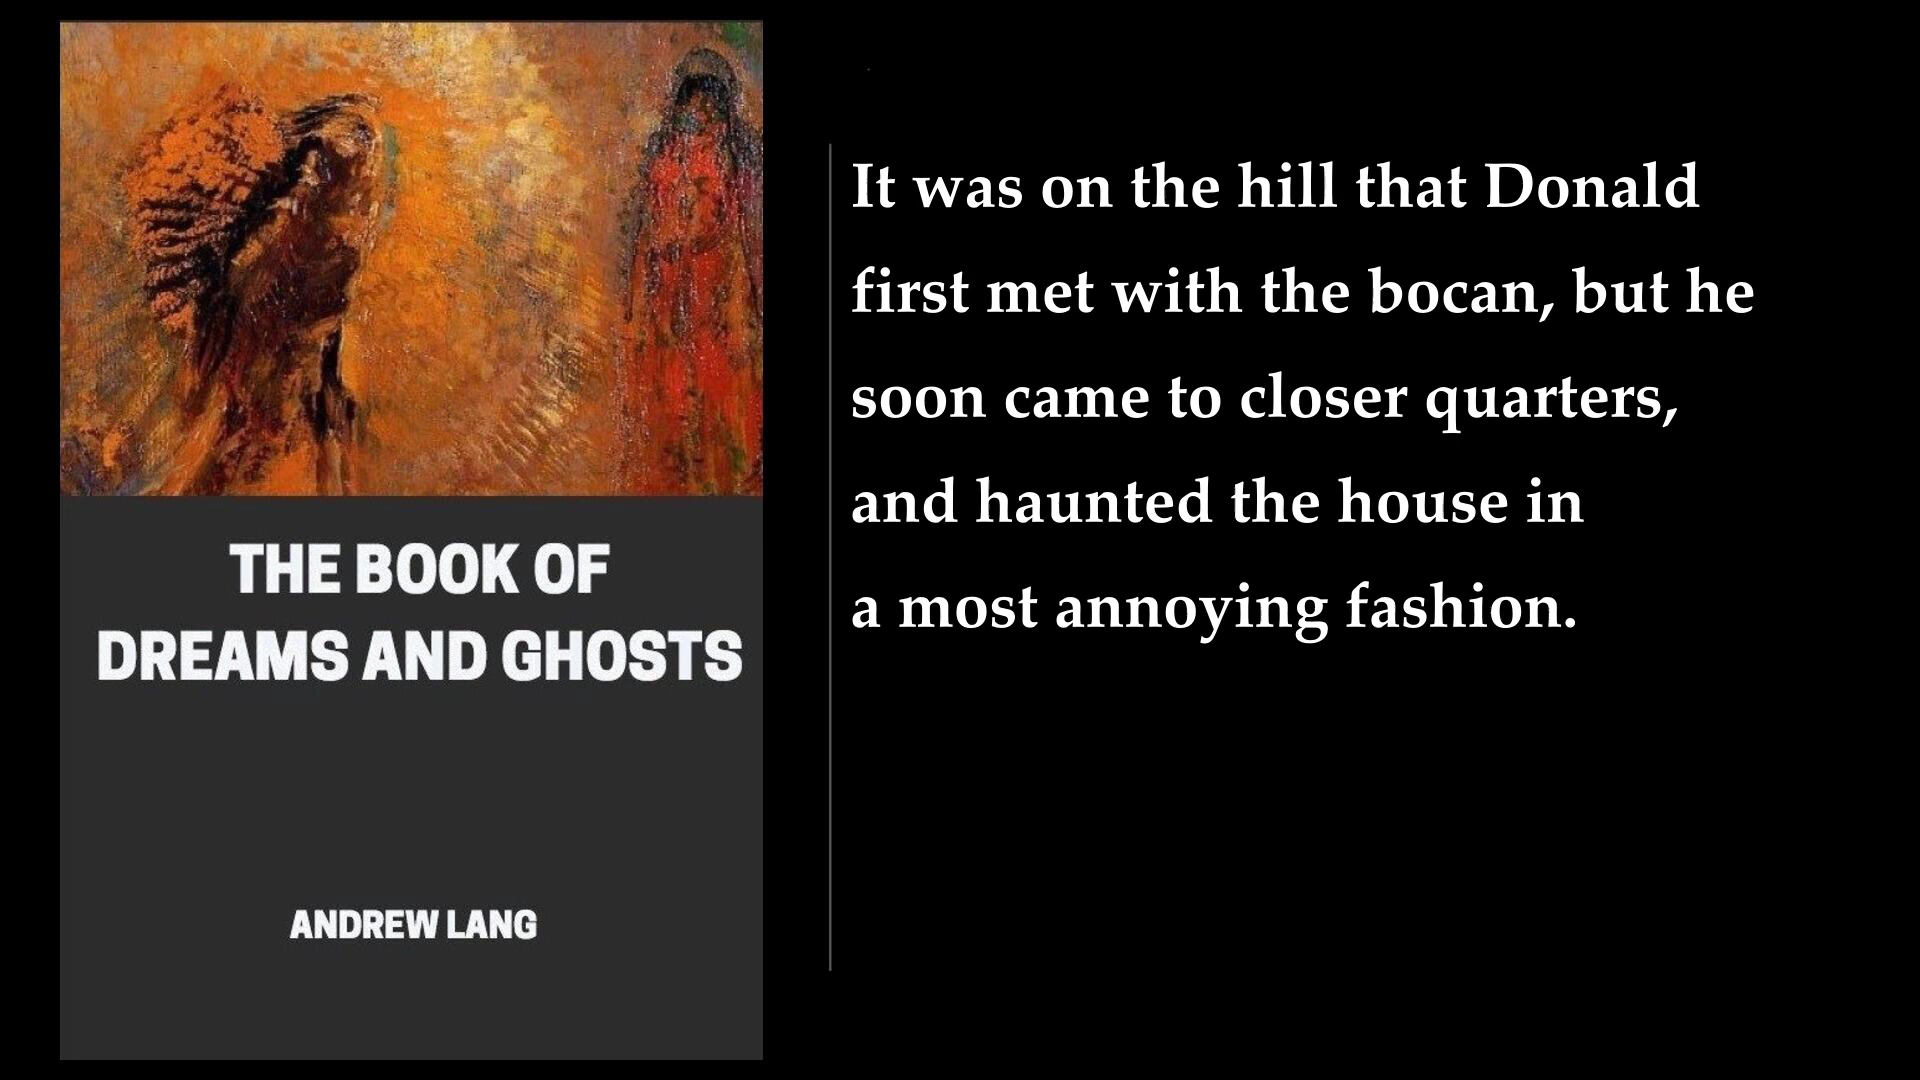 THE BOOK OF
DREAMS AND GHOSTS
ANDREW LANG
It was on the hill that Donald
first met with the bocan, but he
soon came to closer quarters,
and haunted the house in
a most annoying fashion.